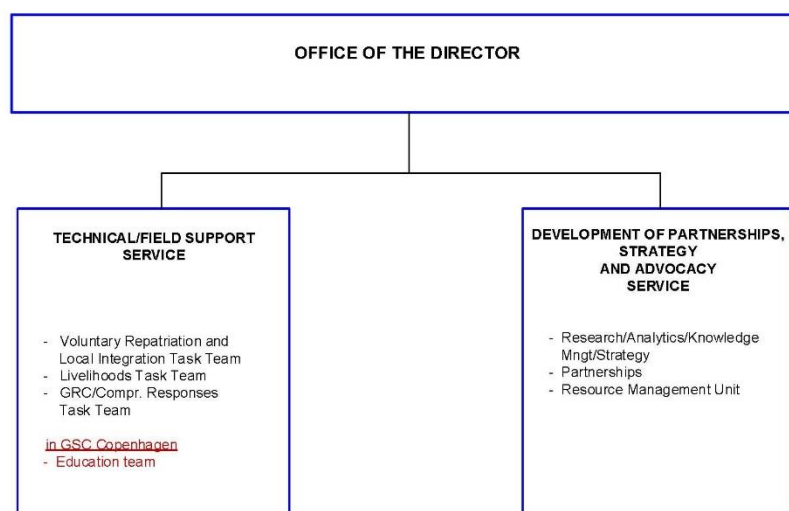 OFFICE OF THE DIRECTOR
TECHNICAL/FIELD SUPPORT
SERVICE
- Voluntary Repatriation and
Local Integration Task Team
- Livelihoods Task Team
- GRC/Compr. Responses
Task Team
in GSC Copenhagen
- Education team
DEVELOPMENT OF PARTNERSHIPS,
STRATEGY
AND ADVOCACY
SERVICE
- Research/Analytics/Knowledge
Mngt/Strategy
- Partnerships
- Resource Management Unit